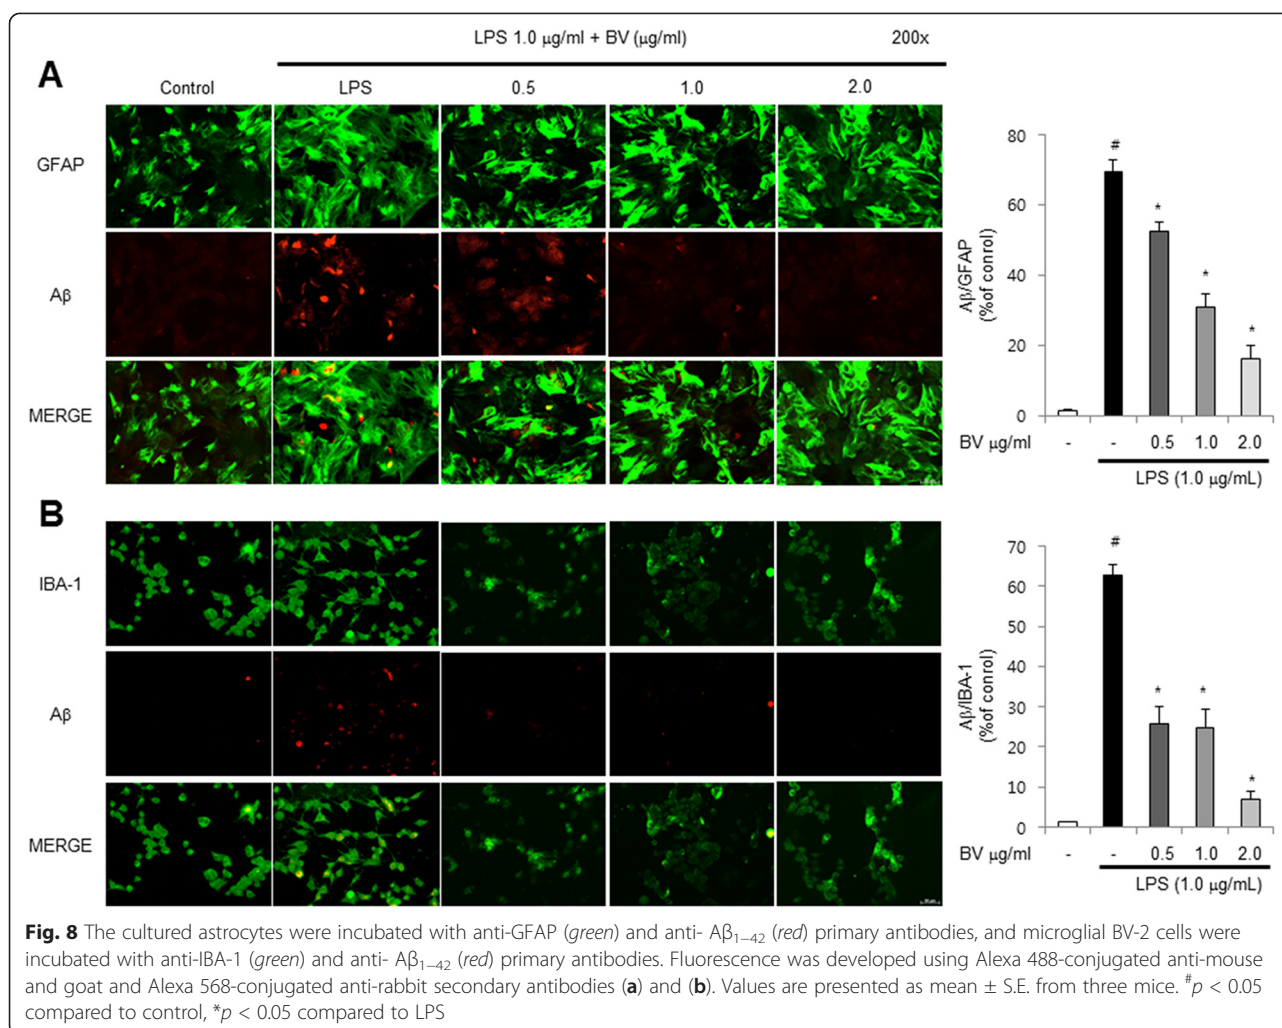 LPS 1.0 μg/ml + BV (μg/ml) 200x
A
Control LPS 0.5 1.0 2.0
GFAP
Aβ
MERGE
80
60
40
20
0
Aβ/GFAP
(%of control)
#
*
*
*
BV μg/ml - - 0.5 1.0 2.0
LPS (1.0 μg/mL)
B
IBA-1
Aβ
MERGE
70
60
50
40
30
20
10
0
Aβ/IBA-1
(%of conrol)
#
*
*
*
BV μg/ml - - 0.5 1.0 2.0
LPS (1.0 μg/mL)
Fig. 8 The cultured astrocytes were incubated with anti-GFAP (green) and anti- Aβ1–42 (red) primary antibodies, and microglial BV-2 cells were
incubated with anti-IBA-1 (green) and anti- Aβ1–42 (red) primary antibodies. Fluorescence was developed using Alexa 488-conjugated anti-mouse
and goat and Alexa 568-conjugated anti-rabbit secondary antibodies (a) and (b). Values are presented as mean ± S.E. from three mice. #p < 0.05
compared to control, *p < 0.05 compared to LPS